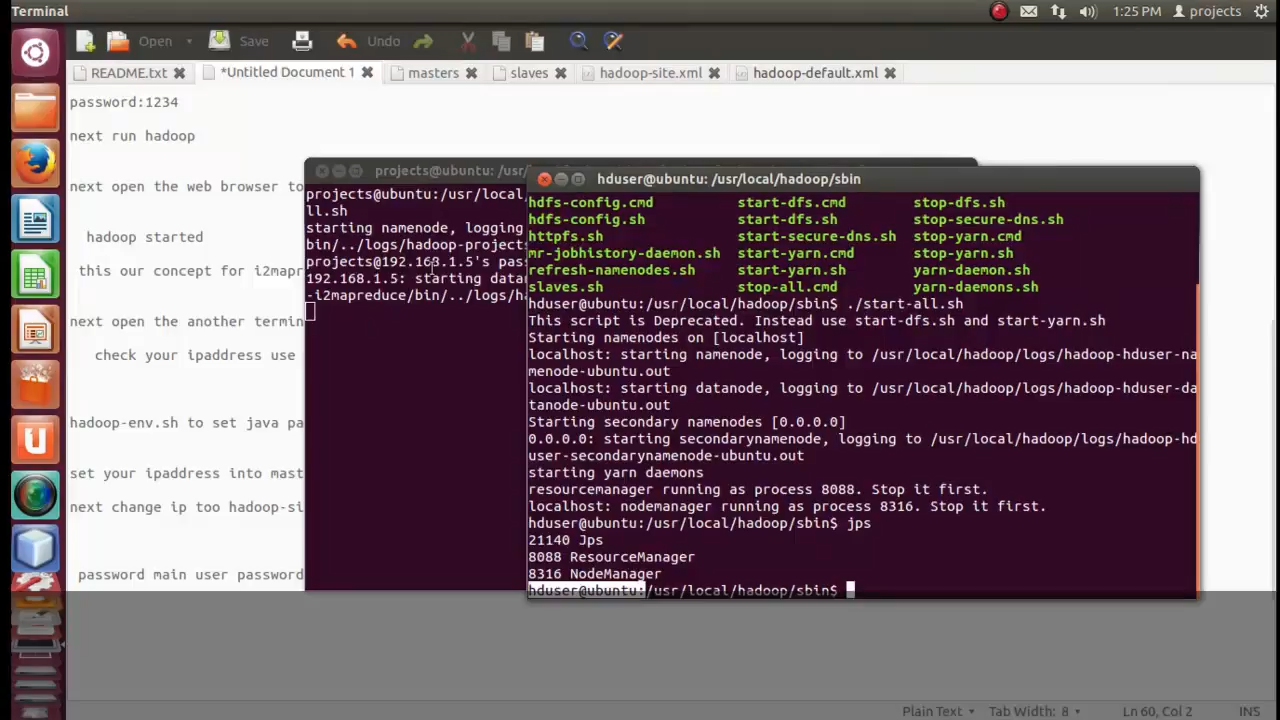 Terminal
1:25 PM projects
Open Save Undo
README.txt *Untitled Document 1 masters slaves hadoop-site.xml hadoop-default.xml
password:1234
next run hadoop
next open the web browser to
hadoop started
this our concept for i2mapr
next open the another termin
check your ipaddress use
hadoop-env.sh to set java pa
set your ipaddress into mast
next change ip too hadoop-si
password main user password
projects@ubuntu: /usr/
projects@ubuntu:/usr/local
ll.sh
starting namenode, logging
bin/../logs/hadoop-projects
projects@192.168.1.5's pas
192.168.1.5: starting datan
-i2mapreduce/bin/../logs/ha
hduser@ubuntu: /usr/local/hadoop/sbin
hdfs-config.cmd start-dfs.cmd stop-dfs.sh
hdfs-config.sh start-dfs.sh stop-secure-dns.sh
httpfs.sh start-secure-dns.sh stop-yarn.cmd
mr-jobhistory-daemon.sh start-yarn.cmd stop-yarn.sh
refresh-namenodes.sh start-yarn.sh yarn-daemon.sh
slaves.sh stop-all.cmd yarn-daemons.sh
hduser@ubuntu:/usr/local/hadoop/sbin$ ./start-all.sh
This script is Deprecated. Instead use start-dfs.sh and start-yarn.sh
Starting namenodes on [localhost]
localhost: starting namenode, logging to /usr/local/hadoop/logs/hadoop-hduser-na
menode-ubuntu.out
localhost: starting datanode, logging to /usr/local/hadoop/logs/hadoop-hduser-da
tanode-ubuntu.out
Starting secondary namenodes [0.0.0.0]
0.0.0.0: starting secondarynamenode, logging to /usr/local/hadoop/logs/hadoop-hd
user-secondarynamenode-ubuntu.out
starting yarn daemons
resourcemanager running as process 8088. Stop it first.
localhost: nodemanager running as process 8316. Stop it first.
hduser@ubuntu:/usr/local/hadoop/sbin$ jps
21140 Jps
8088 ResourceManager
8316 NodeManager
hduser@ubuntu:/usr/local/hadoop/sbin$
Plain Text Tab Width: 8 Ln 60, Col 2 INS